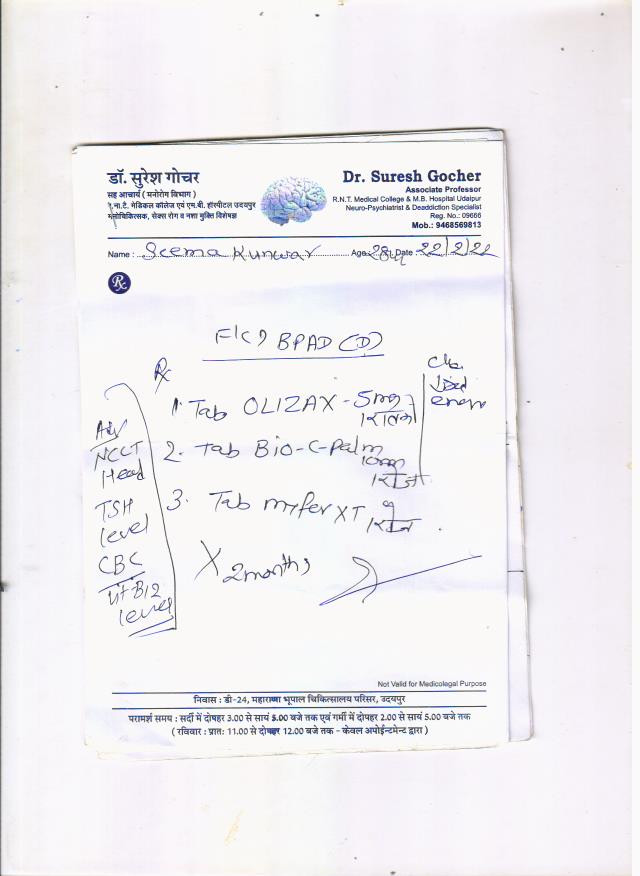 डॉ. सुरेश गोचर
सह आचार्य ( मनोरोग विभाग )
र.ना.टै. मेडिकल कॉलेज एवं एम.बी. हॉस्पीटल उदयपुर
मनोचिकित्सक, सेक्स रोग व नशा मुक्ति विशेषज्ञ
Dr. Suresh Gocher
Associate Professor
R.N.T. Medical College & M.B. Hospital Udaipur
Neuro-Psychiatrist & Deaddiction Specialist
Reg. No.: 09666
Mob.: 9468569813
Name : Seema Kunwar Age 28 Date : 22/2/22
Rx
BPAD (D)
Rx
1. Tab OLIZAX - 5mg
2. Tab Bio-C-Palm
3. Tab myfer XT
X 2months
Adv
NCCT
Head
TSH
level
CBC
B12
level
Not Valid for Medicolegal Purpose
निवास : डी-24, महाराणा भूपाल चिकित्सालय परिसर, उदयपुर
परामर्श समय : सर्दी में दोपहर 3.00 से सायं 5.00 बजे तक एवं गर्मी में दोपहर 2.00 से सायं 5.00 बजे तक
( रविवार : प्रातः 11.00 से दोपहर 12.00 बजे तक - केवल अपोईन्टमेन्ट द्वारा )